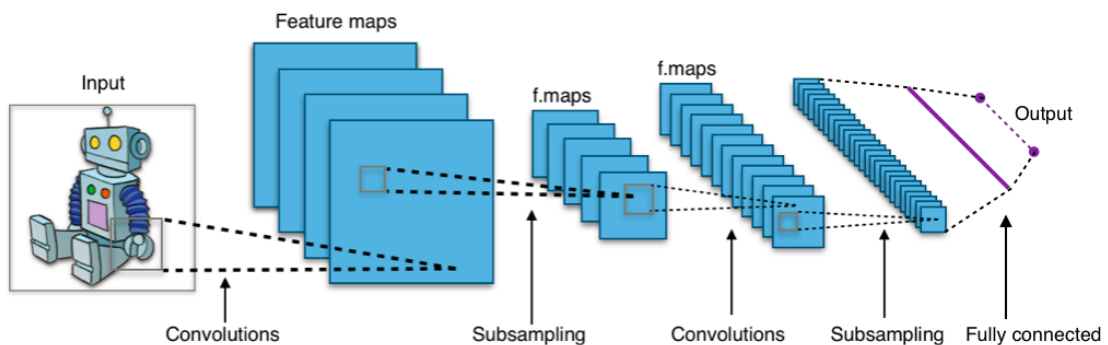 Feature maps
f.maps
Input
f.maps
Output
Convolutions
Subsampling
Convolutions
Subsampling
Fully connected